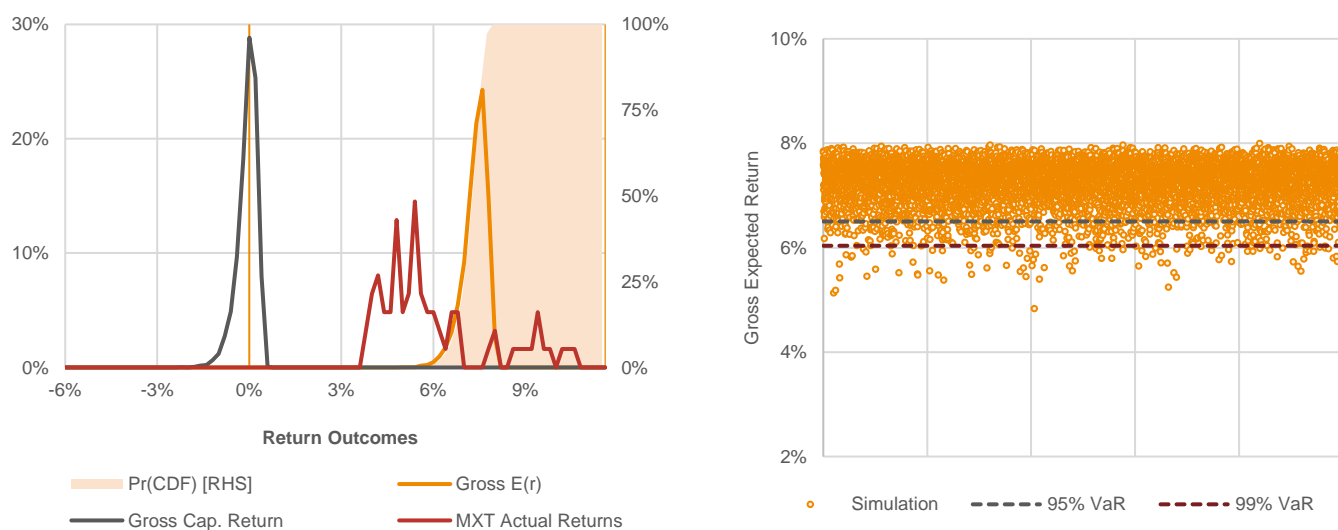 30%
20%
10%
0%
100%
75%
50%
25%
0%
-6% -3% 0% 3% 6% 9%
Return Outcomes
Pr(CDF) [RHS] Gross E(r)
Gross Cap. Return MXT Actual Returns
Gross Expected Return
10%
8%
6%
4%
2%
Simulation 95% VaR 99% VaR